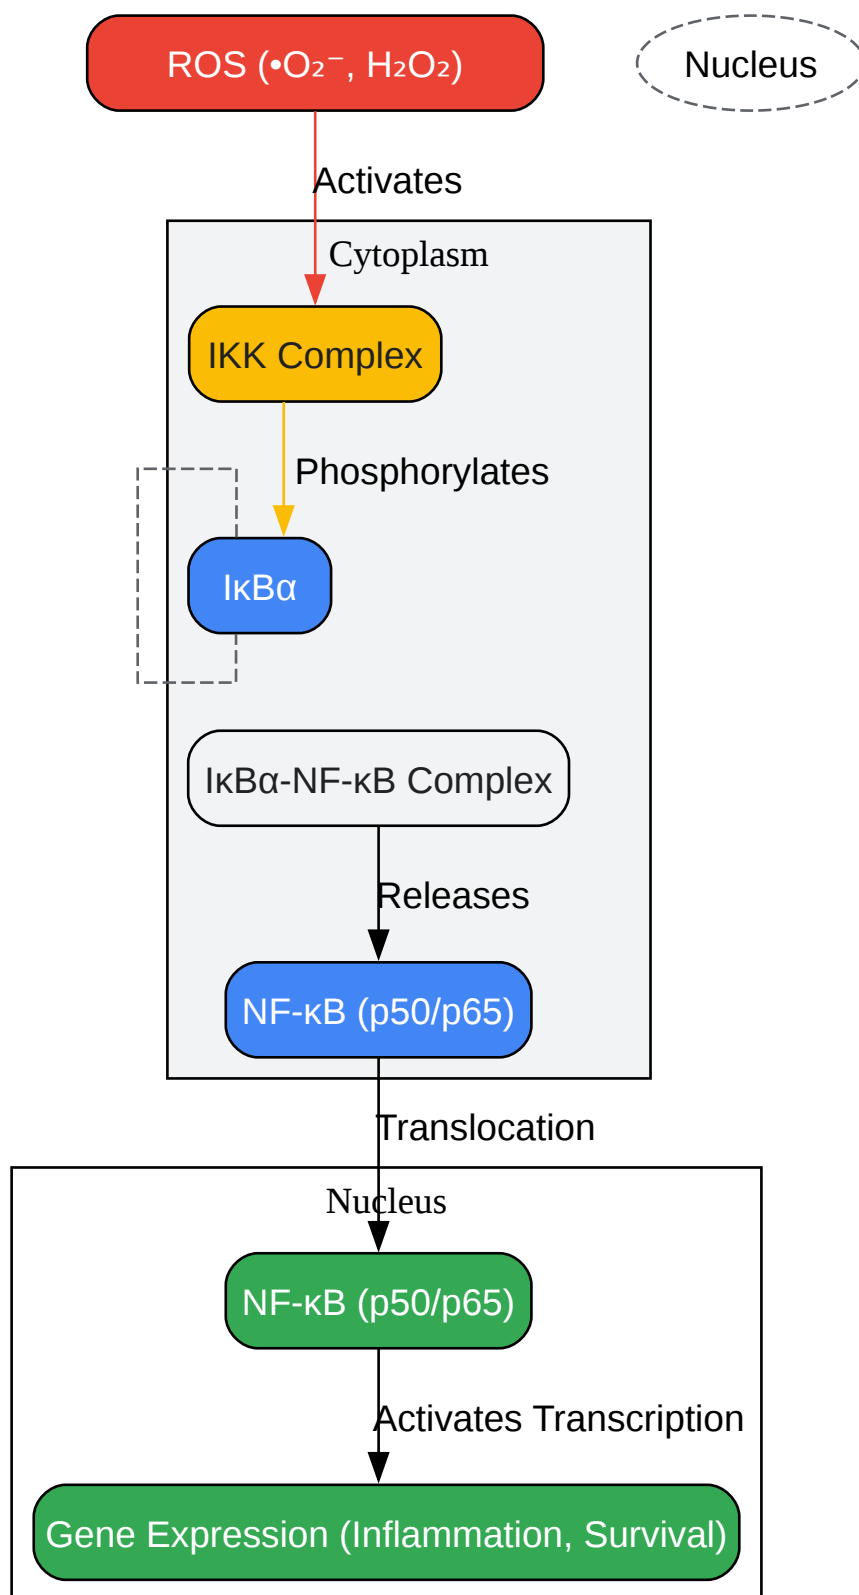 ROS (•O₂⁻, H₂O₂)
Nucleus
Activates
Cytoplasm
IKK Complex
Phosphorylates
IκBα
IκBα-NF-κB Complex
Releases
NF-κB (p50/p65)
Translocation
Nucleus
NF-κB (p50/p65)
Activates Transcription
Gene Expression (Inflammation, Survival)